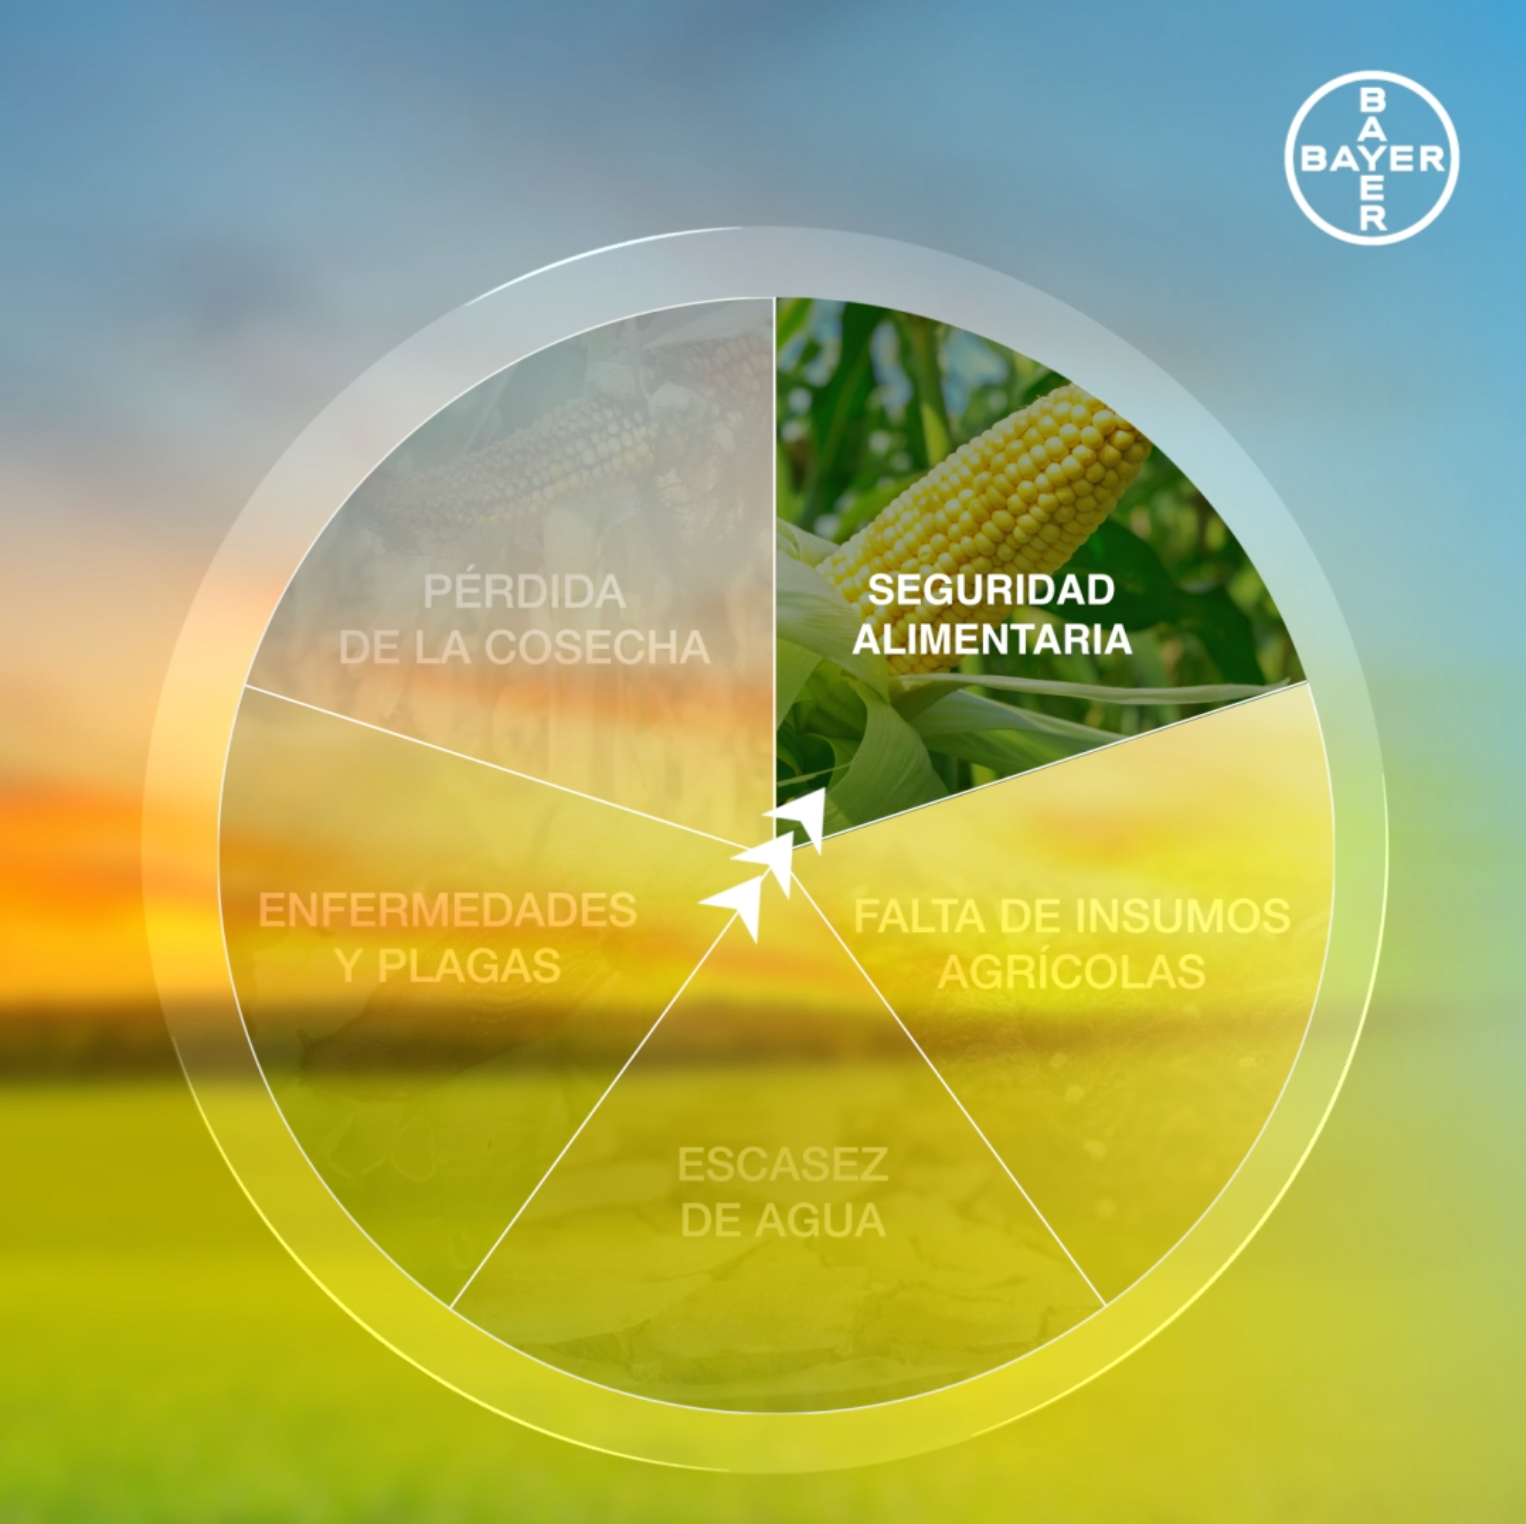 BAYER
BAYER
PÉRDIDA
DE LA COSECHA
SEGURIDAD
ALIMENTARIA
ENFERMEDADES
Y PLAGAS
FALTA DE INSUMOS
AGRÍCOLAS
ESCASEZ
DE AGUA